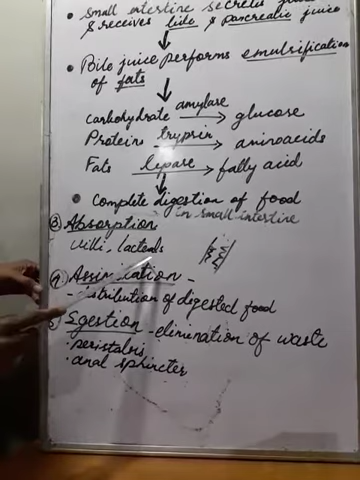 • Small intestine secretes
& receives bile & pancreatic juice
• Bile juice performs emulsification
of fats
carbohydrate amylase → glucose
Proteins trypsin → aminoacids
Fats lipase → fatty acid
• Complete digestion of food
in small intestine
③ Absorption
villi, lacteals
④ Assimilation -
- distribution of digested food
⑤ Egestion - elimination of waste
· peristalsis
· anal sphincter